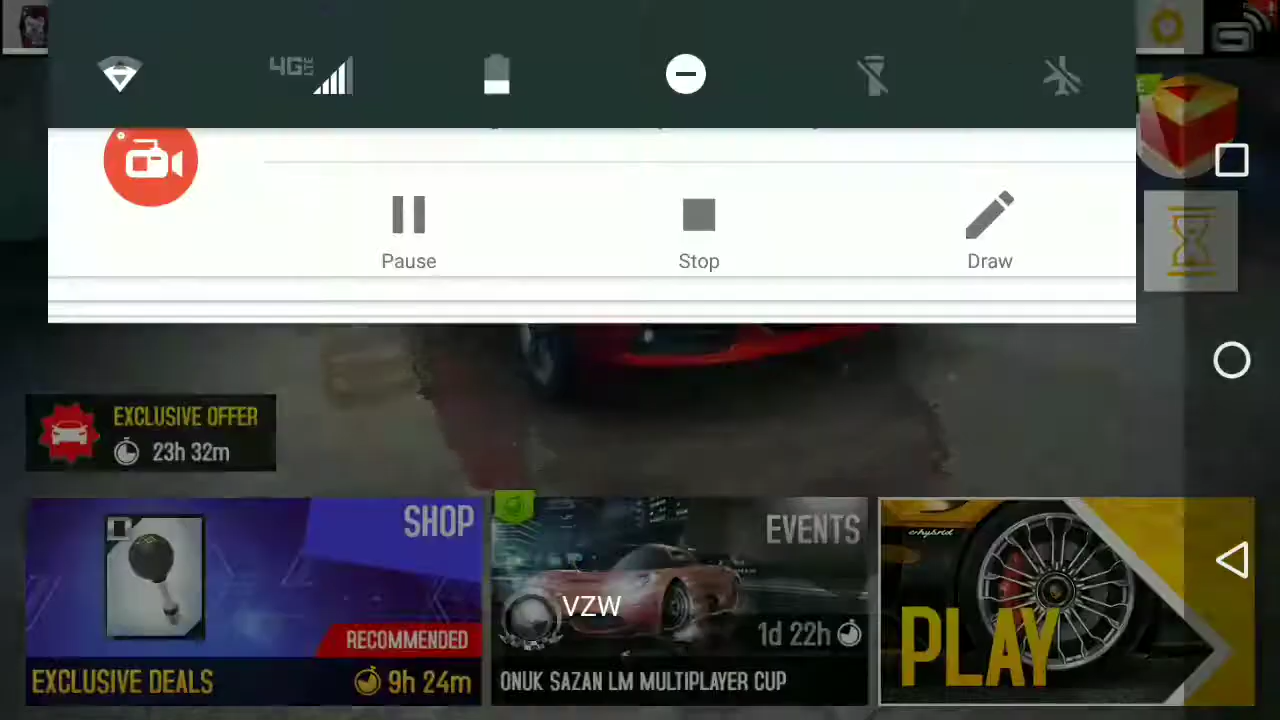 4G LTE
Pause
Stop
Draw
EXCLUSIVE OFFER
23h 32m
SHOP
RECOMMENDED
EXCLUSIVE DEALS
9h 24m
EVENTS
VZW
1d 22h
ONUK SAZAN LM MULTIPLAYER CUP
e-hybrid
PLAY